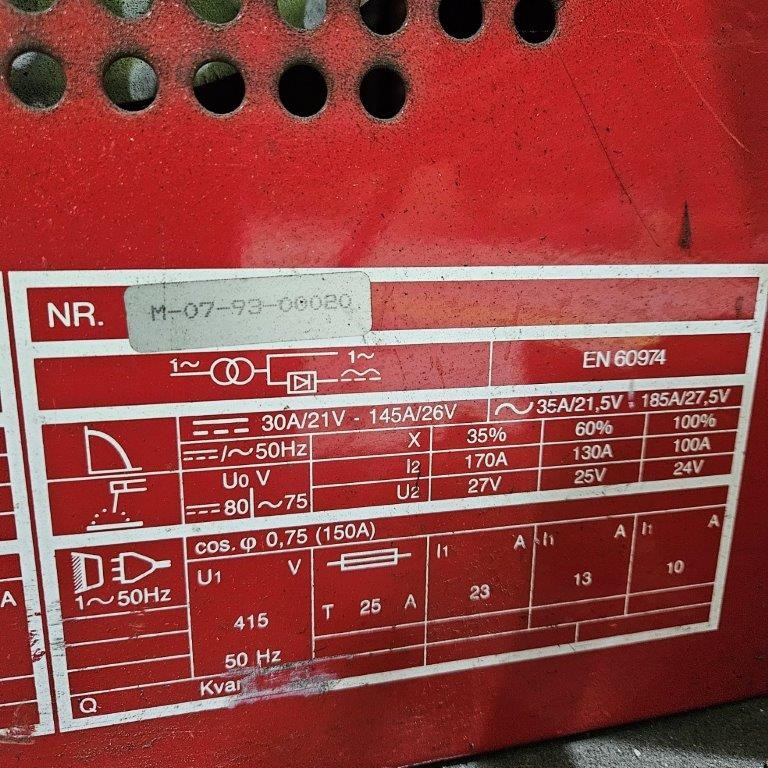 NR. M-07-93-00020
1~ 1~ EN 60974
30A/21V - 145A/26V ~ 35A/21,5V - 185A/27,5V
/~50Hz X 35% 60% 100%
U0 V I2 170A 130A 100A
80 ~75 U2 27V 25V 24V
cos. φ 0,75 (150A)
1~50Hz U1 V I1 A I1 A I1 A
A 415 T 25 A 23 13 10
50 Hz
Q Kvar